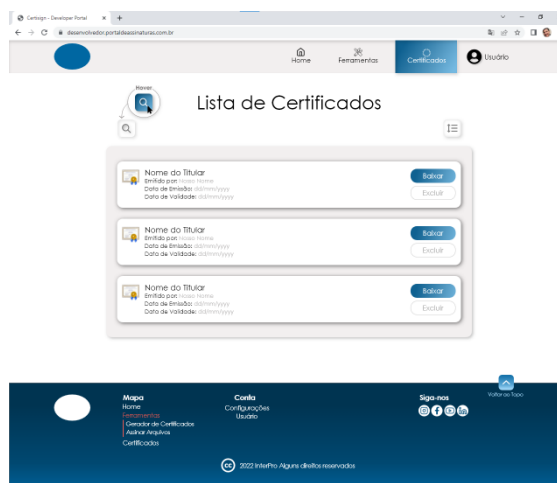 Certisign - Developer Portal
desenvolvedor.portaldeassinaturas.com.br
Home
Ferramentas
Certificados
Usuário
Hover
Lista de Certificados
Nome do Titular
Emitido por: Nosso Nome
Data de Emissão: dd/mm/yyyy
Data de Validade: dd/mm/yyyy
Baixar
Excluir
Nome do Titular
Emitido por: Nosso Nome
Data de Emissão: dd/mm/yyyy
Data de Validade: dd/mm/yyyy
Baixar
Excluir
Nome do Titular
Emitido por: Nosso Nome
Data de Emissão: dd/mm/yyyy
Data de Validade: dd/mm/yyyy
Baixar
Excluir
Mapa
Home
Ferramentas
Gerador de Certificados
Assinar Arquivos
Certificados
Conta
Configurações
Usuário
Siga-nos
Voltar ao Topo
cc 2022 InterPro Alguns direitos reservados